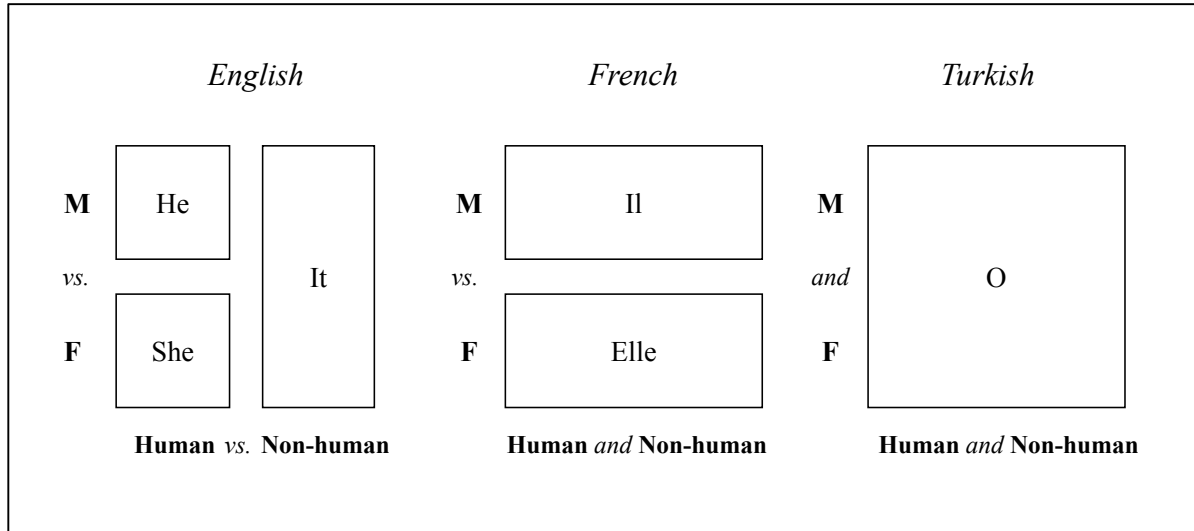 English
French
Turkish
M
He
vs.
It
F
She
Human vs. Non-human
M
Il
vs.
F
Elle
Human and Non-human
M
and
O
F
Human and Non-human